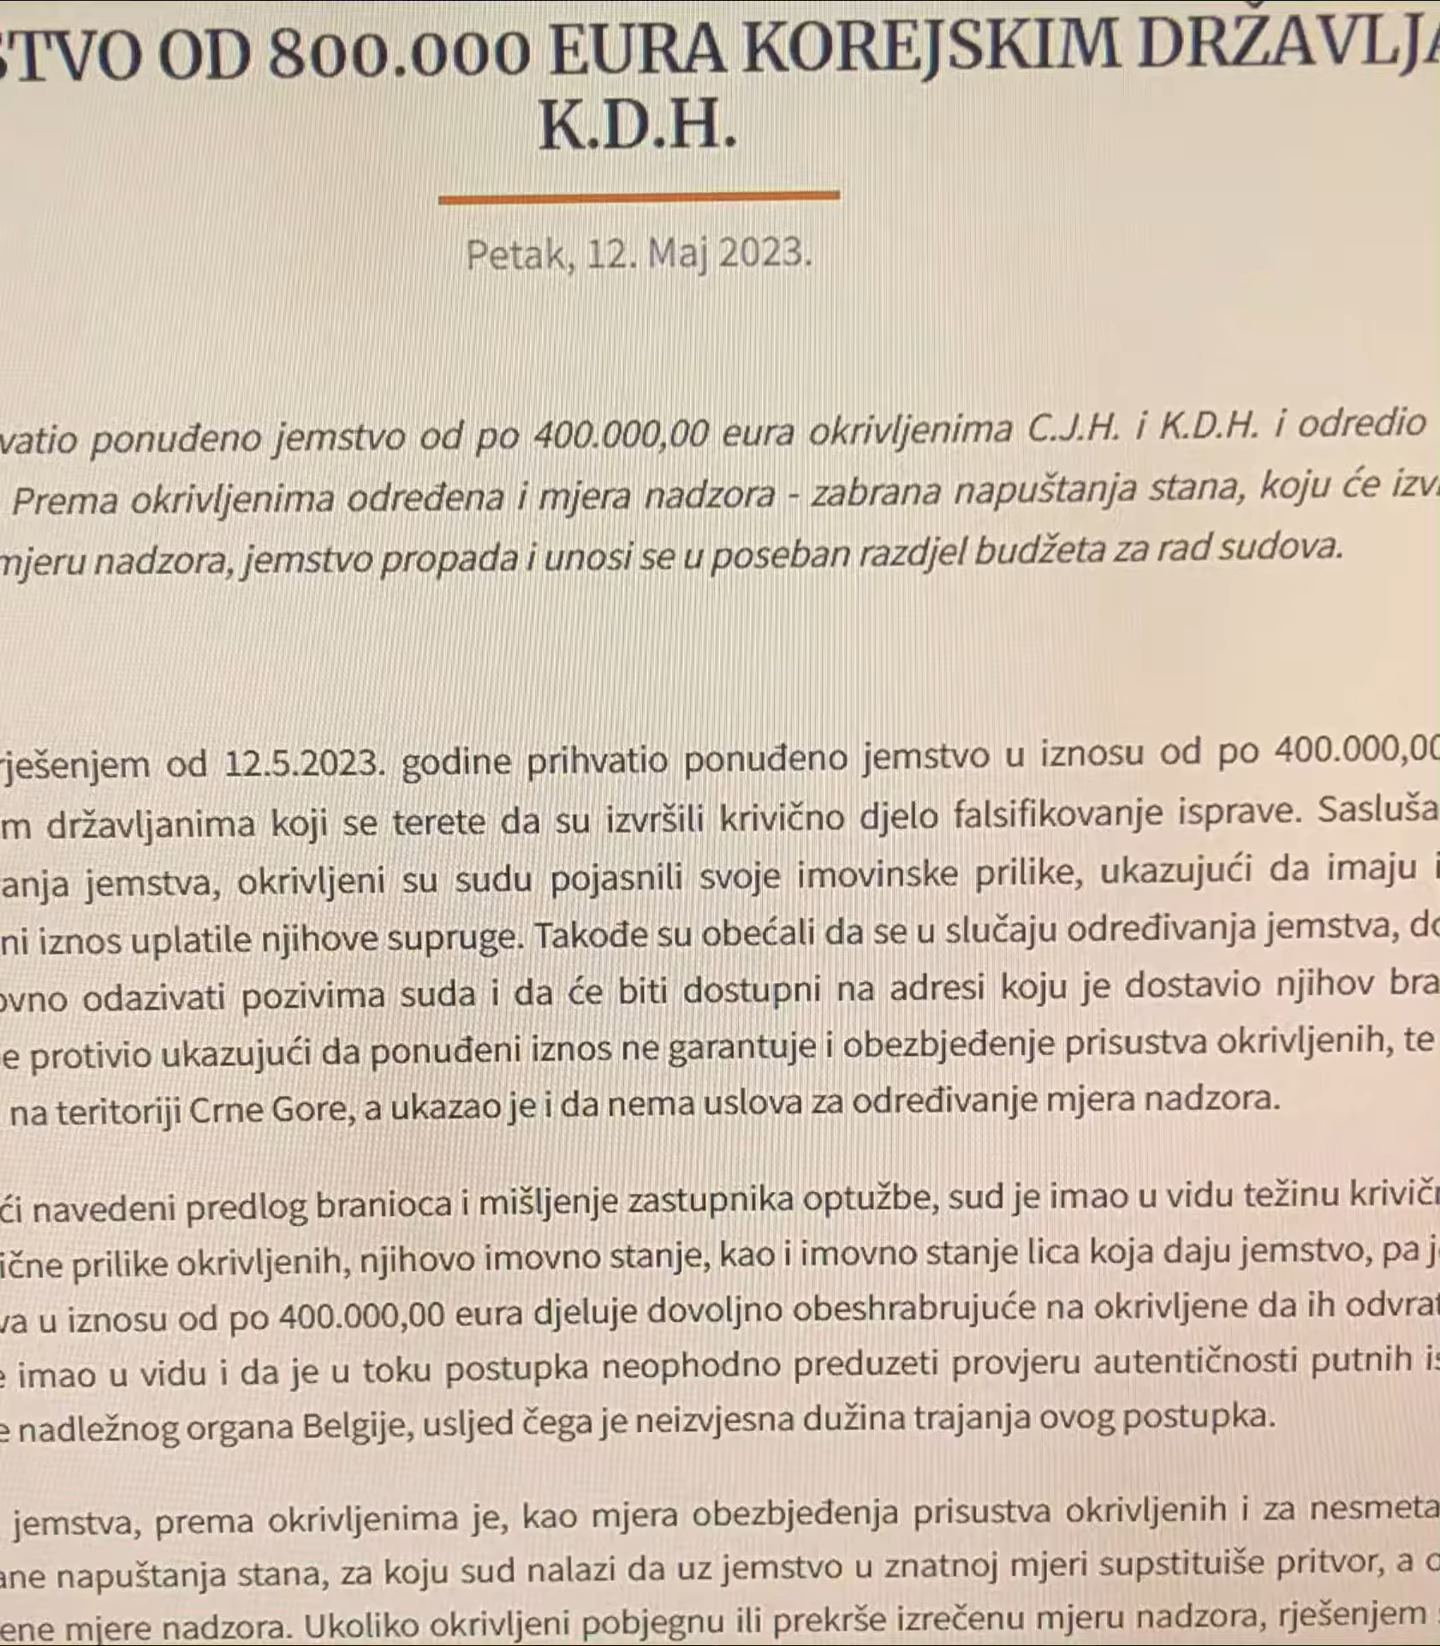 STVO OD 800.000 EURA KOREJSKIM DRŽAVLJA
K.D.H.
Petak, 12. Maj 2023.
vatio ponuđeno jemstvo od po 400.000,00 eura okrivljenima C.J.H. i K.D.H. i odredio
Prema okrivljenima određena i mjera nadzora - zabrana napuštanja stana, koju će izv
mjeru nadzora, jemstvo propada i unosi se u poseban razdjel budžeta za rad sudova.
rješenjem od 12.5.2023. godine prihvatio ponuđeno jemstvo u iznosu od po 400.000,00
m državljanima koji se terete da su izvršili krivično djelo falsifikovanje isprave. Sasluša
anja jemstva, okrivljeni su sudu pojasnili svoje imovinske prilike, ukazujući da imaju i
ni iznos uplatile njihove supruge. Takođe su obećali da se u slučaju određivanja jemstva, do
ovno odazivati pozivima suda i da će biti dostupni na adresi koju je dostavio njihov bra
e protivio ukazujući da ponuđeni iznos ne garantuje i obezbjeđenje prisustva okrivljenih, te
na teritoriji Crne Gore, a ukazao je i da nema uslova za određivanje mjera nadzora.
ći navedeni predlog branioca i mišljenje zastupnika optužbe, sud je imao u vidu težinu krivič
ične prilike okrivljenih, njihovo imovno stanje, kao i imovno stanje lica koja daju jemstvo, pa j
va u iznosu od po 400.000,00 eura djeluje dovoljno obeshrabrujuće na okrivljene da ih odvrat
e imao u vidu i da je u toku postupka neophodno preduzeti provjeru autentičnosti putnih is
e nadležnog organa Belgije, usljed čega je neizvjesna dužina trajanja ovog postupka.
jemstva, prema okrivljenima je, kao mjera obezbjeđenja prisustva okrivljenih i za nesmeta
ane napuštanja stana, za koju sud nalazi da uz jemstvo u znatnoj mjeri supstituiše pritvor, a o
ene mjere nadzora. Ukoliko okrivljeni pobjegnu ili prekrše izrečenu mjeru nadzora, rješenjem